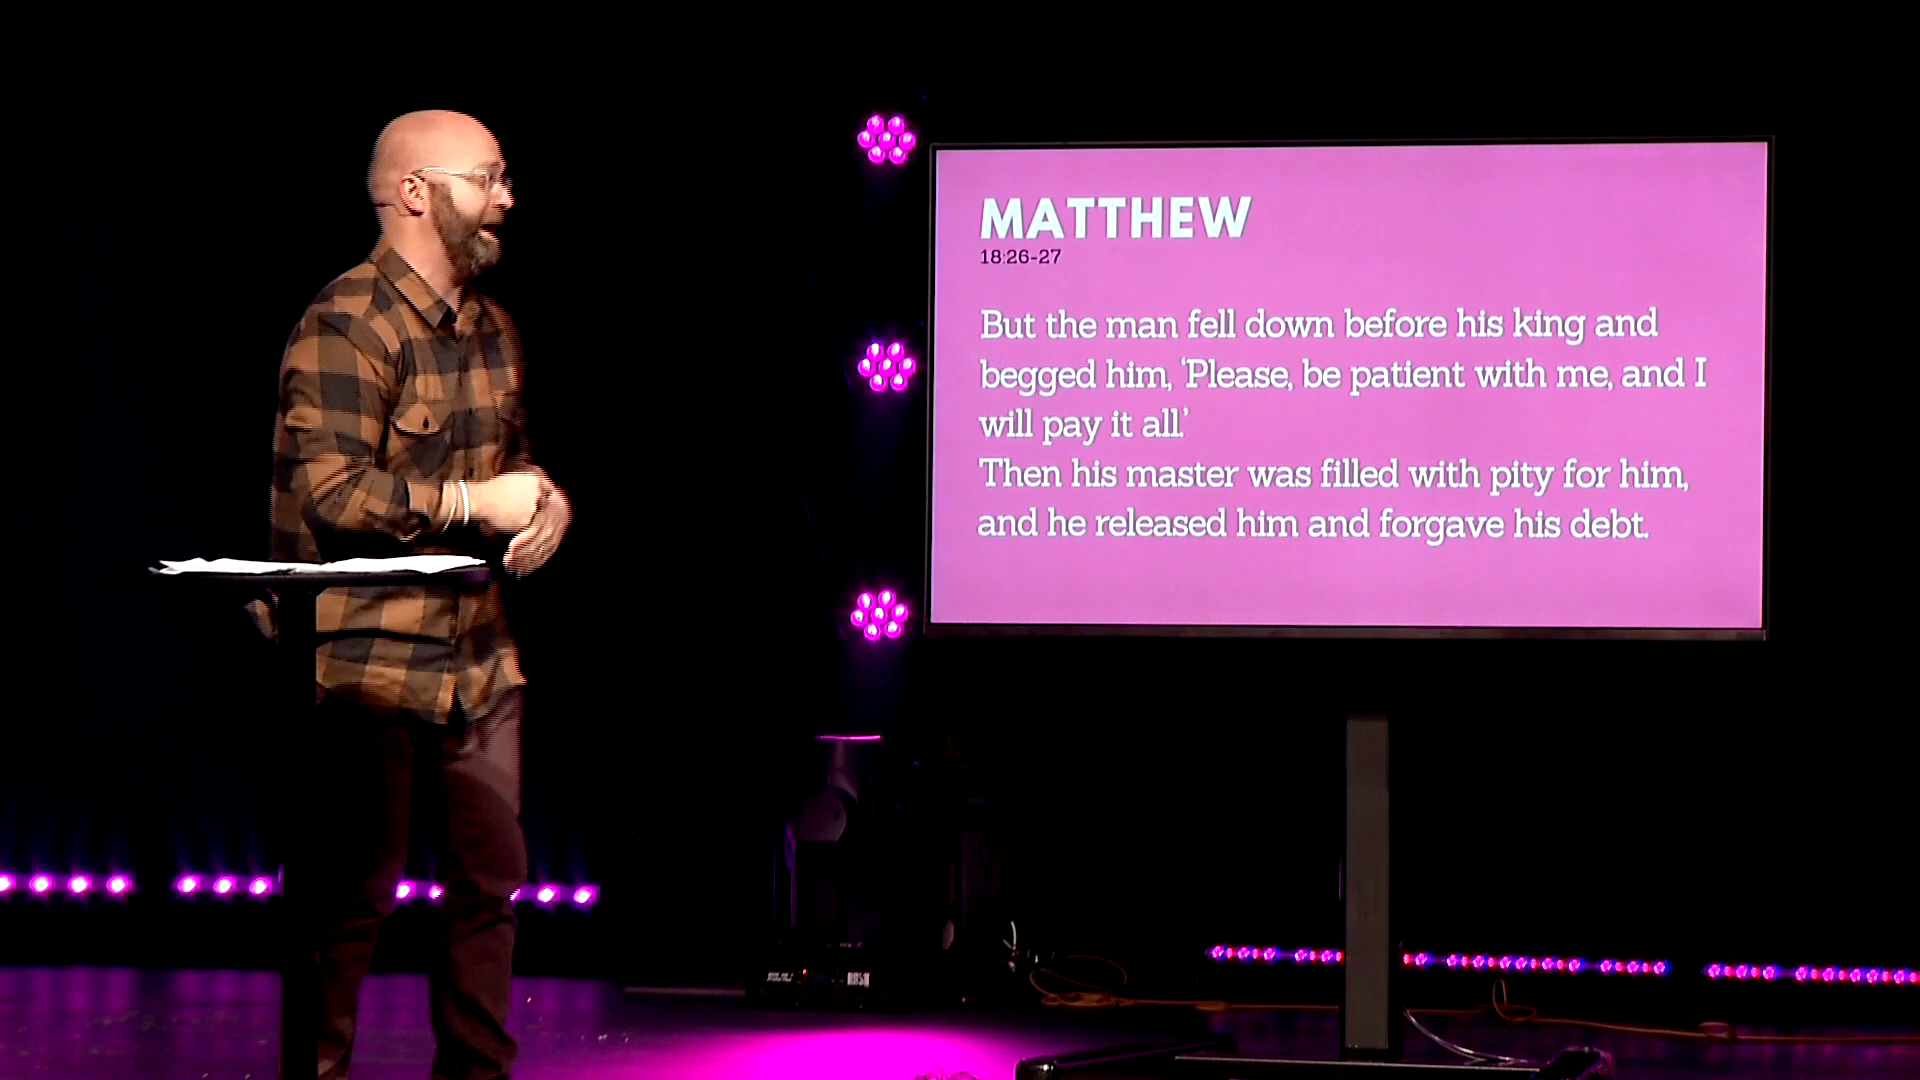 MATTHEW
18:26-27
But the man fell down before his king and
begged him, ‘Please, be patient with me, and I
will pay it all.’
Then his master was filled with pity for him,
and he released him and forgave his debt.